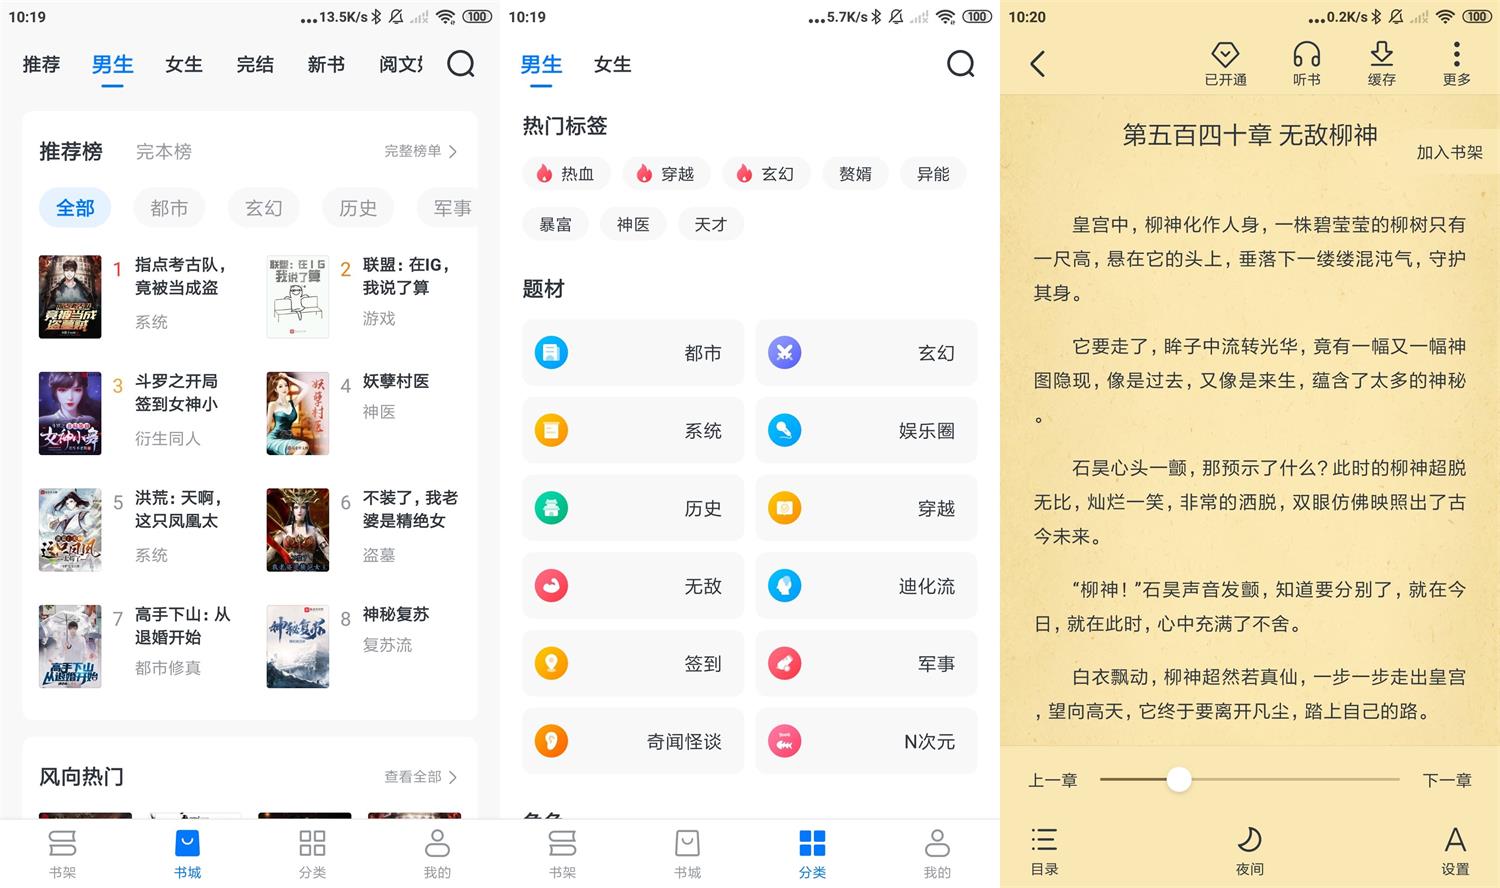 10:19
...13.5K/s
100
推荐
男生
女生
完结
新书
推荐榜
完本榜
完整榜单
全部
都市
玄幻
历史
军事
1
指点考古队，
竟被当成盗
系统
2
联盟：在IG，
我说了算
游戏
3
斗罗之开局
签到女神小
衍生同人
4
妖孽村医
神医
5
洪荒：天啊，
这只凤凰太
系统
6
不装了，我老
婆是精绝女
盗墓
7
高手下山：从
退婚开始
都市修真
8
神秘复苏
复苏流
风向热门
查看全部
书架
书城
分类
我的
10:19
...5.7K/s
100
男生
女生
热门标签
热血
穿越
玄幻
赘婿
异能
暴富
神医
天才
题材
都市
玄幻
系统
娱乐圈
历史
穿越
无敌
迪化流
签到
军事
奇闻怪谈
N次元
书架
书城
分类
我的
10:20
...0.2K/s
100
已开通
听书
缓存
更多
第五百四十章 无敌柳神
加入书架
皇宫中，柳神化作人身，一株碧莹莹的柳树只有
一尺高，悬在它的头上，垂落下一缕缕混沌气，守护
其身。
它要走了，眸子中流转光华，竟有一幅又一幅神
图隐现，像是过去，又像是来生，蕴含了太多的神秘
。
石昊心头一颤，那预示了什么？此时的柳神超脱
无比，灿烂一笑，非常的洒脱，双眼仿佛映照出了古
今未来。
“柳神！”石昊声音发颤，知道要分别了，就在今
日，就在此时，心中充满了不舍。
白衣飘动，柳神超然若真仙，一步一步走出皇宫
，望向高天，它终于要离开凡尘，踏上自己的路。
上一章
下一章
目录
夜间
设置